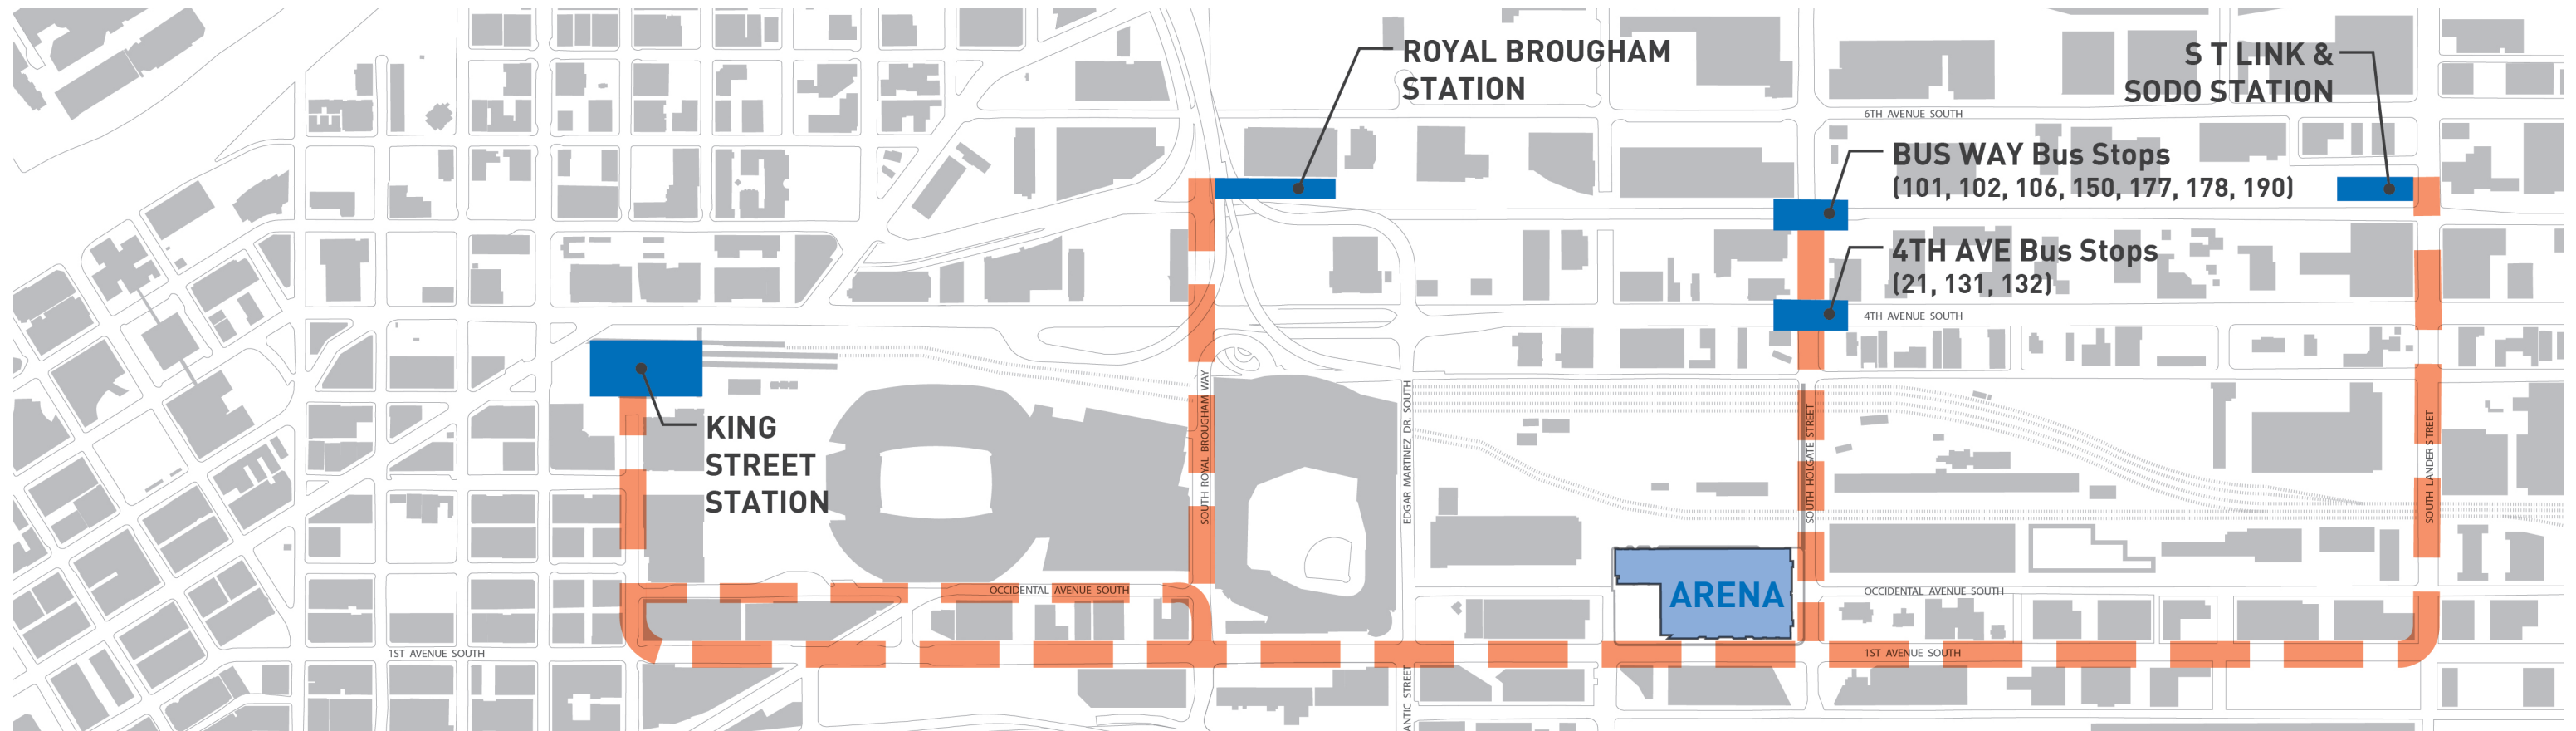 ROYAL BROUGHAM
STATION
S T LINK &
SODO STATION
6TH AVENUE SOUTH
BUS WAY Bus Stops
(101, 102, 106, 150, 177, 178, 190)
4TH AVE Bus Stops
(21, 131, 132)
4TH AVENUE SOUTH
KING
STREET
STATION
SOUTH ROYAL BROUGHAM WAY
EDGAR MARTINEZ DR. SOUTH
SOUTH HOLGATE STREET
SOUTH LANDER STREET
OCCIDENTAL AVENUE SOUTH
ARENA
OCCIDENTAL AVENUE SOUTH
1ST AVENUE SOUTH
1ST AVENUE SOUTH
ANTIC STREET